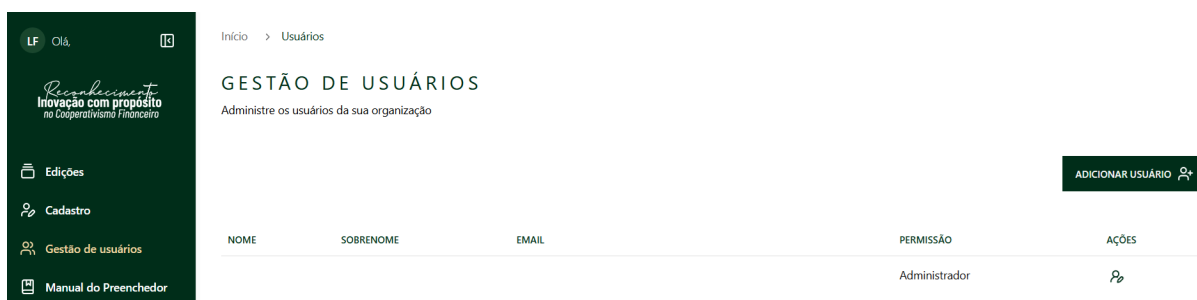 LF Olá,
Reconhecimento
Inovação com propósito
no Cooperativismo Financeiro
Edições
Cadastro
Gestão de usuários
Manual do Preenchedor
Início > Usuários
GESTÃO DE USUÁRIOS
Administre os usuários da sua organização
ADICIONAR USUÁRIO
NOME SOBRENOME EMAIL PERMISSÃO AÇÕES
Administrador